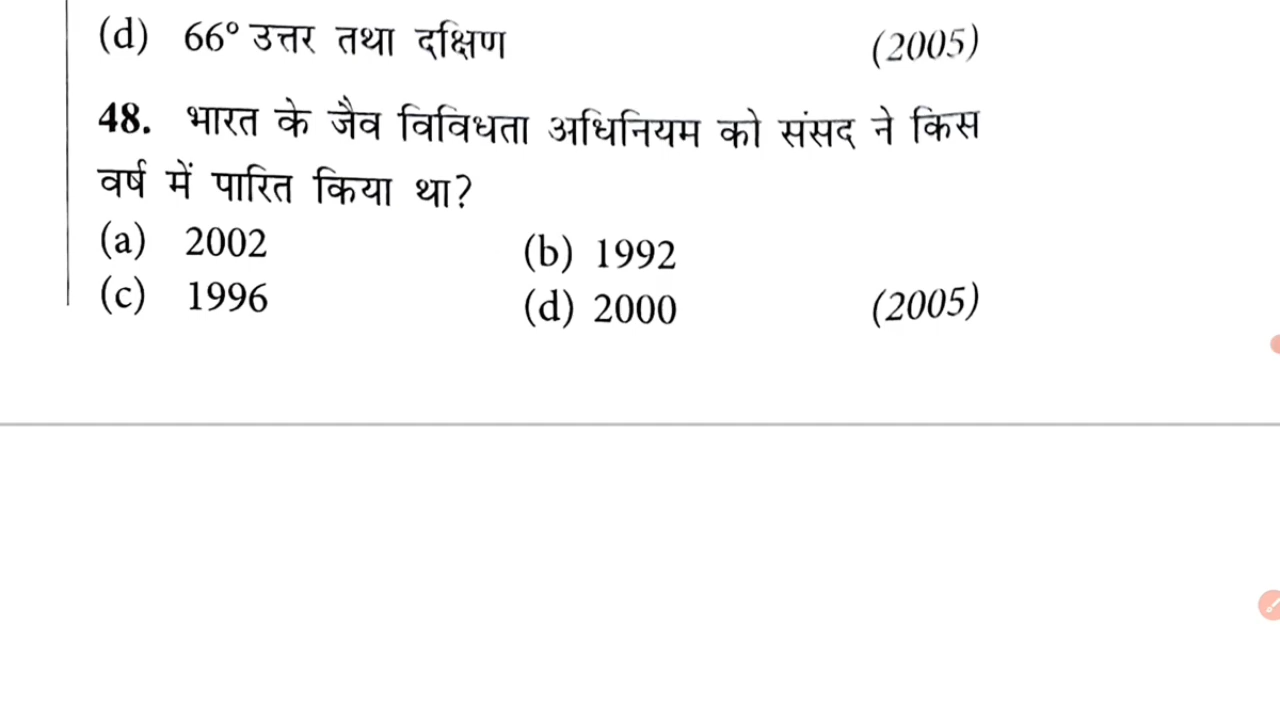 (d) 66° उत्तर तथा दक्षिण (2005)
48. भारत के जैव विविधता अधिनियम को संसद ने किस
वर्ष में पारित किया था?
(a) 2002 (b) 1992
(c) 1996 (d) 2000 (2005)